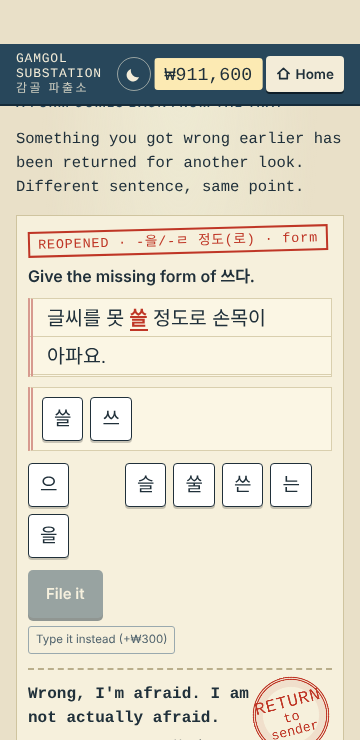 GAMGOL
SUBSTATION
감골 파출소
₩911,600
Home
Something you got wrong earlier has
been returned for another look.
Different sentence, same point.
REOPENED · -을/-ㄹ 정도(로) · form
Give the missing form of 쓰다.
글씨를 못 쓸 정도로 손목이
아파요.
쓸 쓰
으 슬 쑬 쓴 는
을
File it
Type it instead (+₩300)
Wrong, I'm afraid. I am
not actually afraid.
RETURN
to
sender